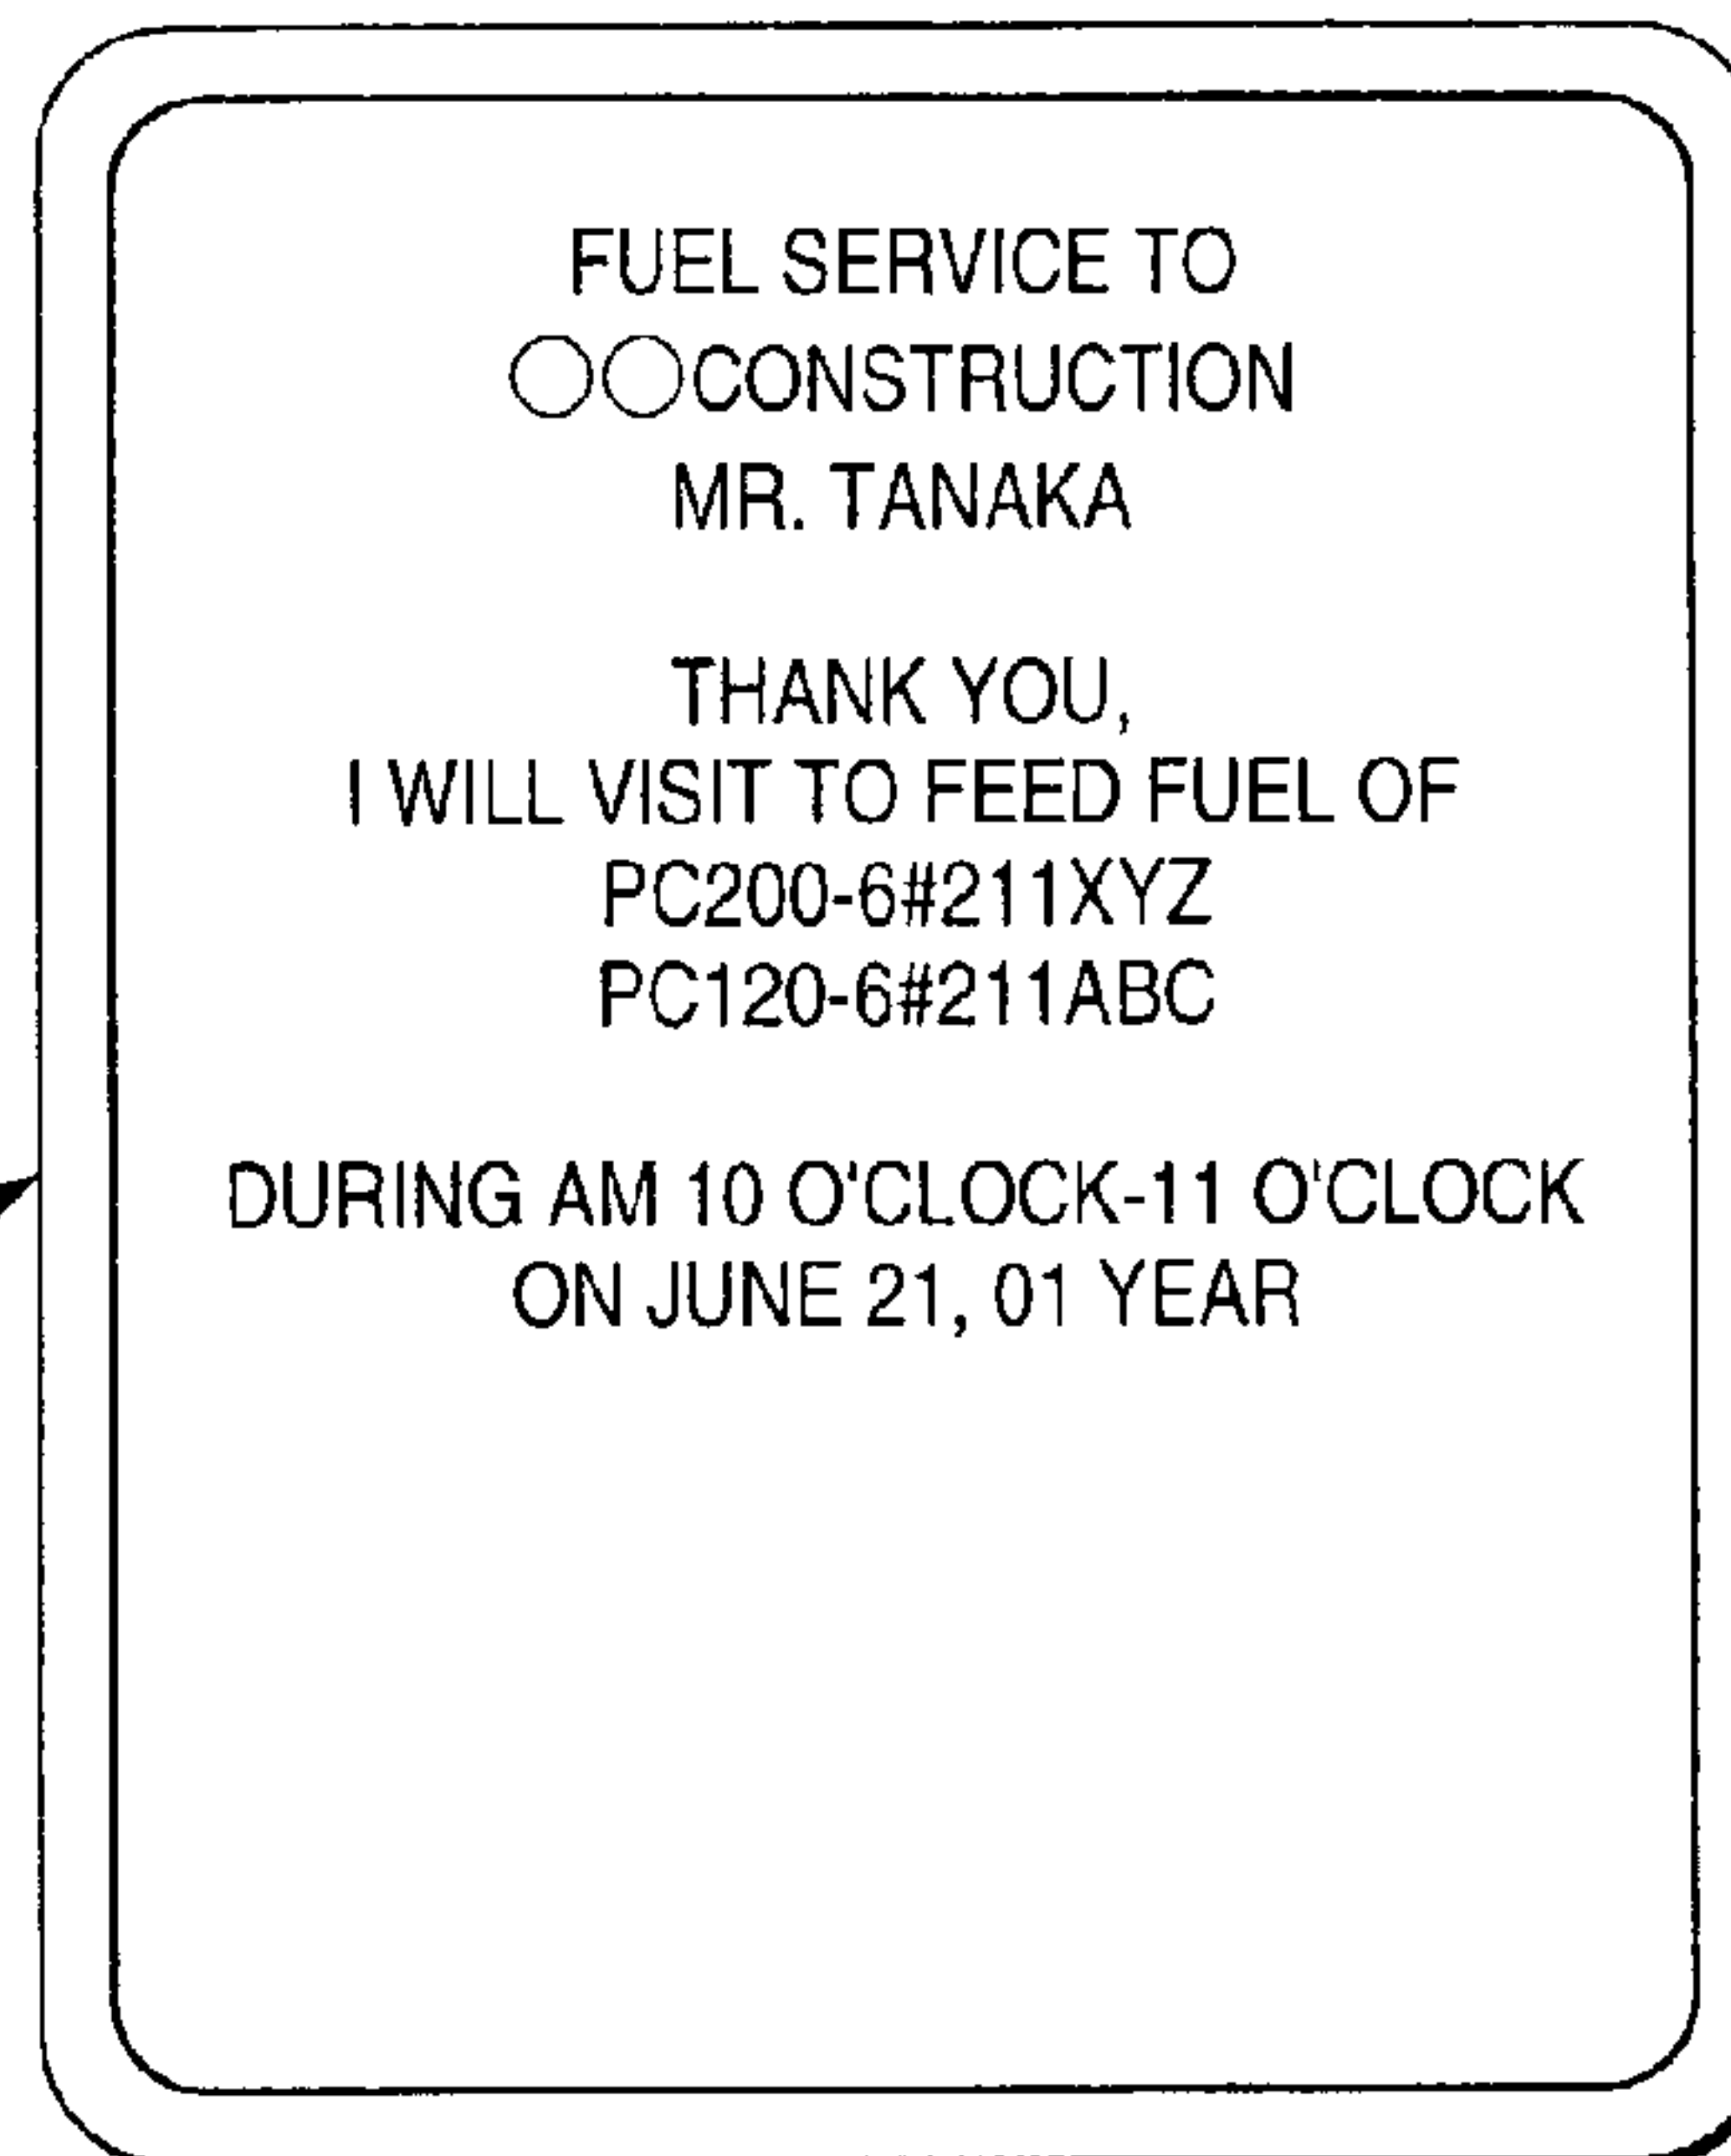 FUEL SERVICE TO
○○CONSTRUCTION
MR. TANAKA
THANK YOU,
I WILL VISIT TO FEED FUEL OF
PC200-6#211XYZ
PC120-6#211ABC
DURING AM 10 O'CLOCK-11 O'CLOCK
ON JUNE 21, 01 YEAR